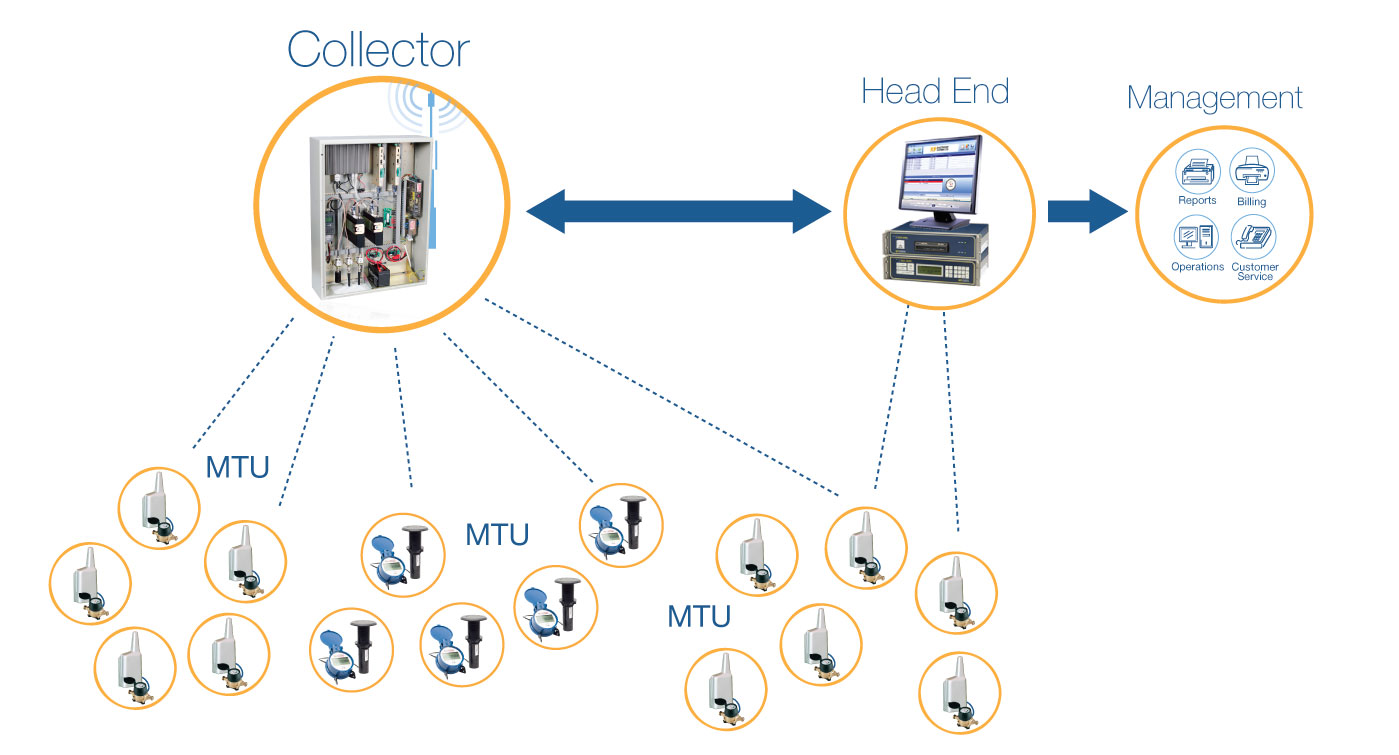 Collector
Head End
Management
Reports
Billing
Operations
Customer
Service
MTU
MTU
MTU